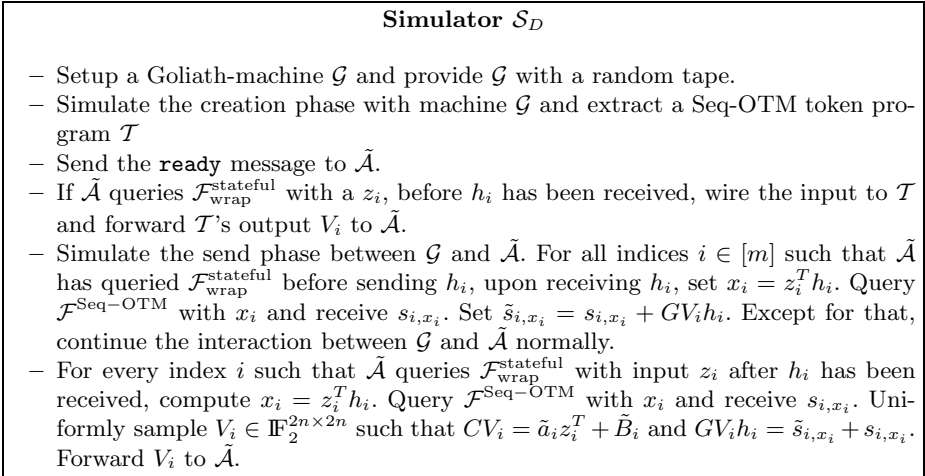 Simulator 𝒮_D
– Setup a Goliath-machine 𝒢 and provide 𝒢 with a random tape.
– Simulate the creation phase with machine 𝒢 and extract a Seq-OTM token pro-
gram 𝒯
– Send the ready message to 𝒜̃.
– If 𝒜̃ queries ℱ_wrap^stateful with a z_i, before h_i has been received, wire the input to 𝒯
and forward 𝒯's output V_i to 𝒜̃.
– Simulate the send phase between 𝒢 and 𝒜̃. For all indices i ∈ [m] such that 𝒜̃
has queried ℱ_wrap^stateful before sending h_i, upon receiving h_i, set x_i = z_i^T h_i. Query
ℱ^Seq−OTM with x_i and receive s_{i,x_i}. Set s̃_{i,x_i} = s_{i,x_i} + GV_i h_i. Except for that,
continue the interaction between 𝒢 and 𝒜̃ normally.
– For every index i such that 𝒜̃ queries ℱ_wrap^stateful with input z_i after h_i has been
received, compute x_i = z_i^T h_i. Query ℱ^Seq−OTM with x_i and receive s_{i,x_i}. Uni-
formly sample V_i ∈ 𝔽_2^{2n×2n} such that CV_i = ã_i z_i^T + B̃_i and GV_i h_i = s̃_{i,x_i} + s_{i,x_i}.
Forward V_i to 𝒜̃.